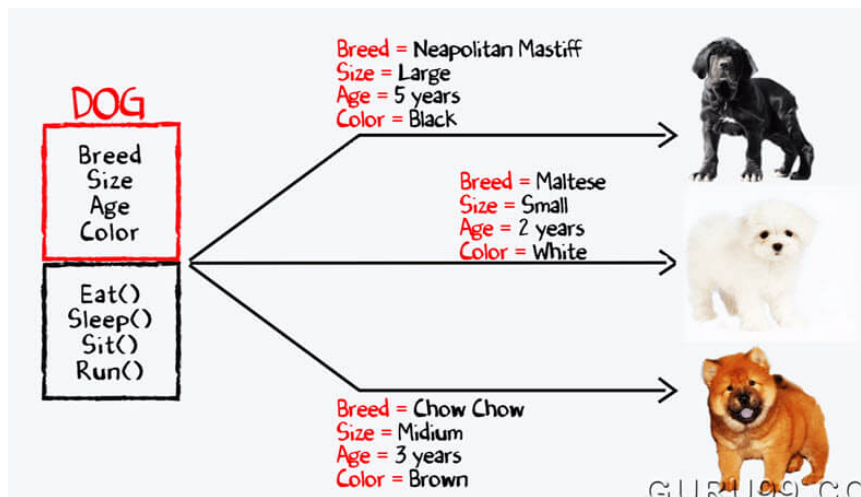 DOG
Breed
Size
Age
Color
Eat()
Sleep()
Sit()
Run()
Breed = Neapolitan Mastiff
Size = Large
Age = 5 years
Color = Black
Breed = Maltese
Size = Small
Age = 2 years
Color = White
Breed = Chow Chow
Size = Midium
Age = 3 years
Color = Brown
GURU99.CO